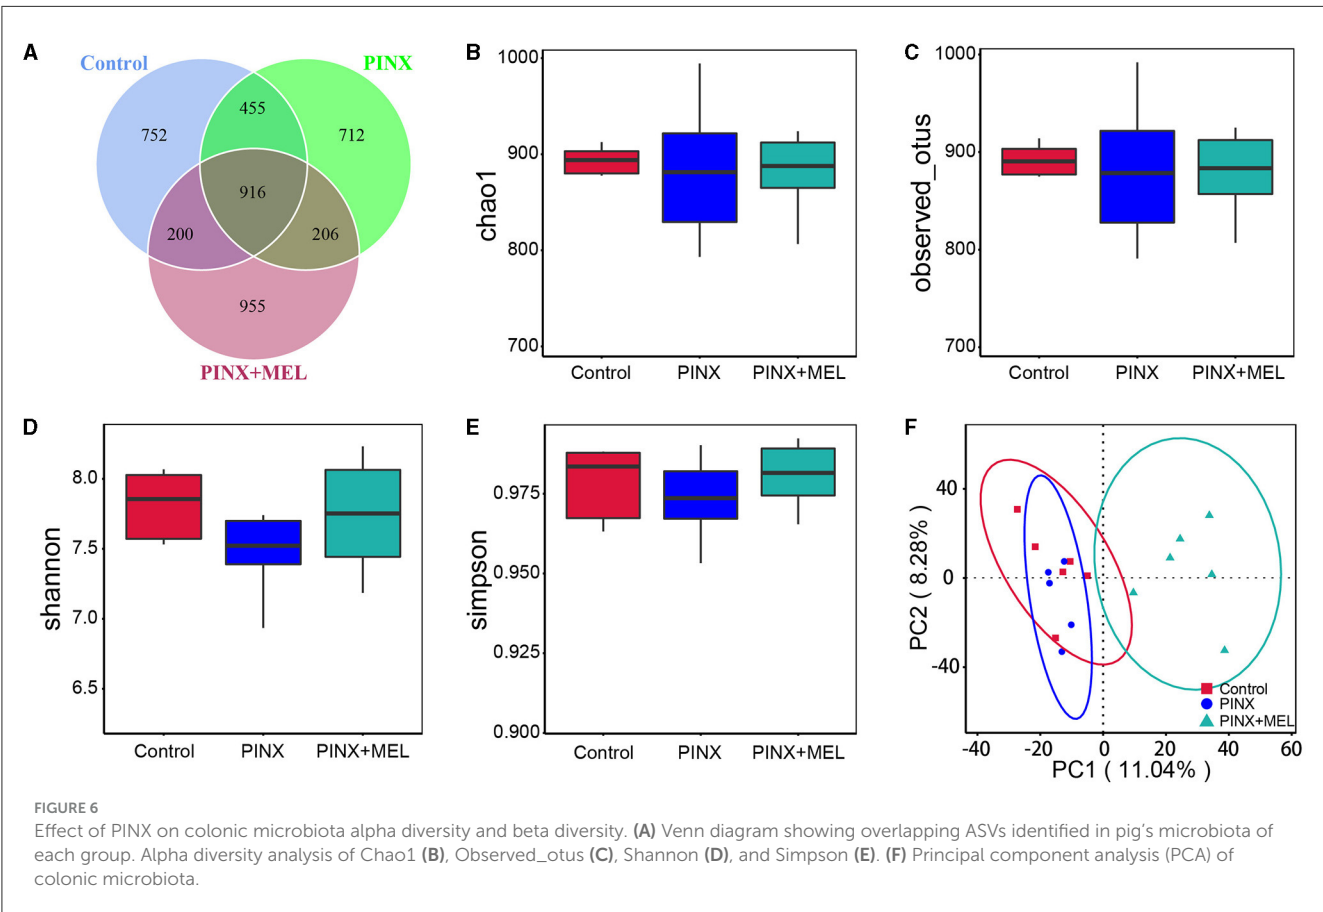 A
Control
PINX
455
752
712
916
200
206
955
PINX+MEL
B
1000
900
800
700
chao1
Control PINX PINX+MEL
C
1000
900
800
700
observed_otus
Control PINX PINX+MEL
D
8.0
7.5
7.0
6.5
shannon
Control PINX PINX+MEL
E
0.975
0.950
0.925
0.900
simpson
Control PINX PINX+MEL
F
40
0
-40
PC2 ( 8.28% )
Control
PINX
PINX+MEL
-40 -20 0 20 40 60
PC1 ( 11.04% )
FIGURE 6
Effect of PINX on colonic microbiota alpha diversity and beta diversity. (A) Venn diagram showing overlapping ASVs identified in pig's microbiota of
each group. Alpha diversity analysis of Chao1 (B), Observed_otus (C), Shannon (D), and Simpson (E). (F) Principal component analysis (PCA) of
colonic microbiota.